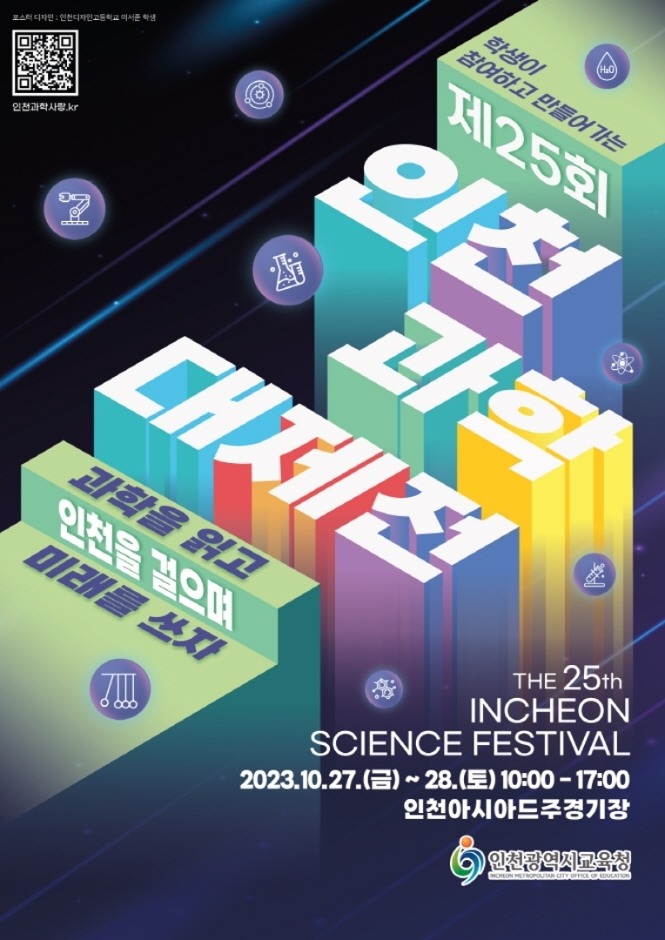 포스터 디자인 : 인천디자인고등학교 이서준 학생
인천과학사랑.kr
학생이
참여하고 만들어가는
H₂O
제25회
인천
과학
대제전
과학을 읽고
인천을 걸으며
미래를 쓰자
THE 25th
INCHEON
SCIENCE FESTIVAL
2023.10.27.(금) ~ 28.(토) 10:00 - 17:00
인천아시아드주경기장
인천광역시교육청
INCHEON METROPOLITAN CITY OFFICE OF EDUCATION